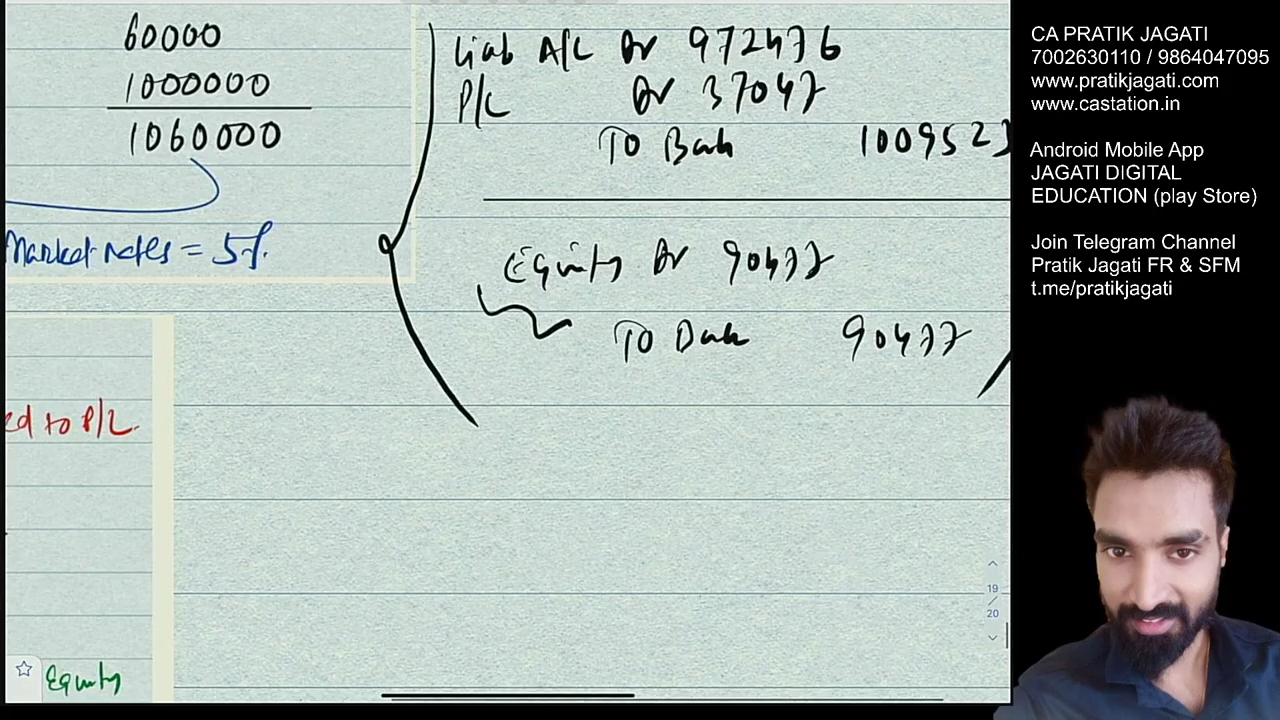 60000
1000000
1060000
Market rates = 5%.
ed to P/L.
Equity
Liab A/C Dr 972476
P/L Dr 37047
To Bank 1009523
Equity Dr 90477
To Bank 90477
19
20
CA PRATIK JAGATI
7002630110 / 9864047095
www.pratikjagati.com
www.castation.in
Android Mobile App
JAGATI DIGITAL
EDUCATION (play Store)
Join Telegram Channel
Pratik Jagati FR & SFM
t.me/pratikjagati